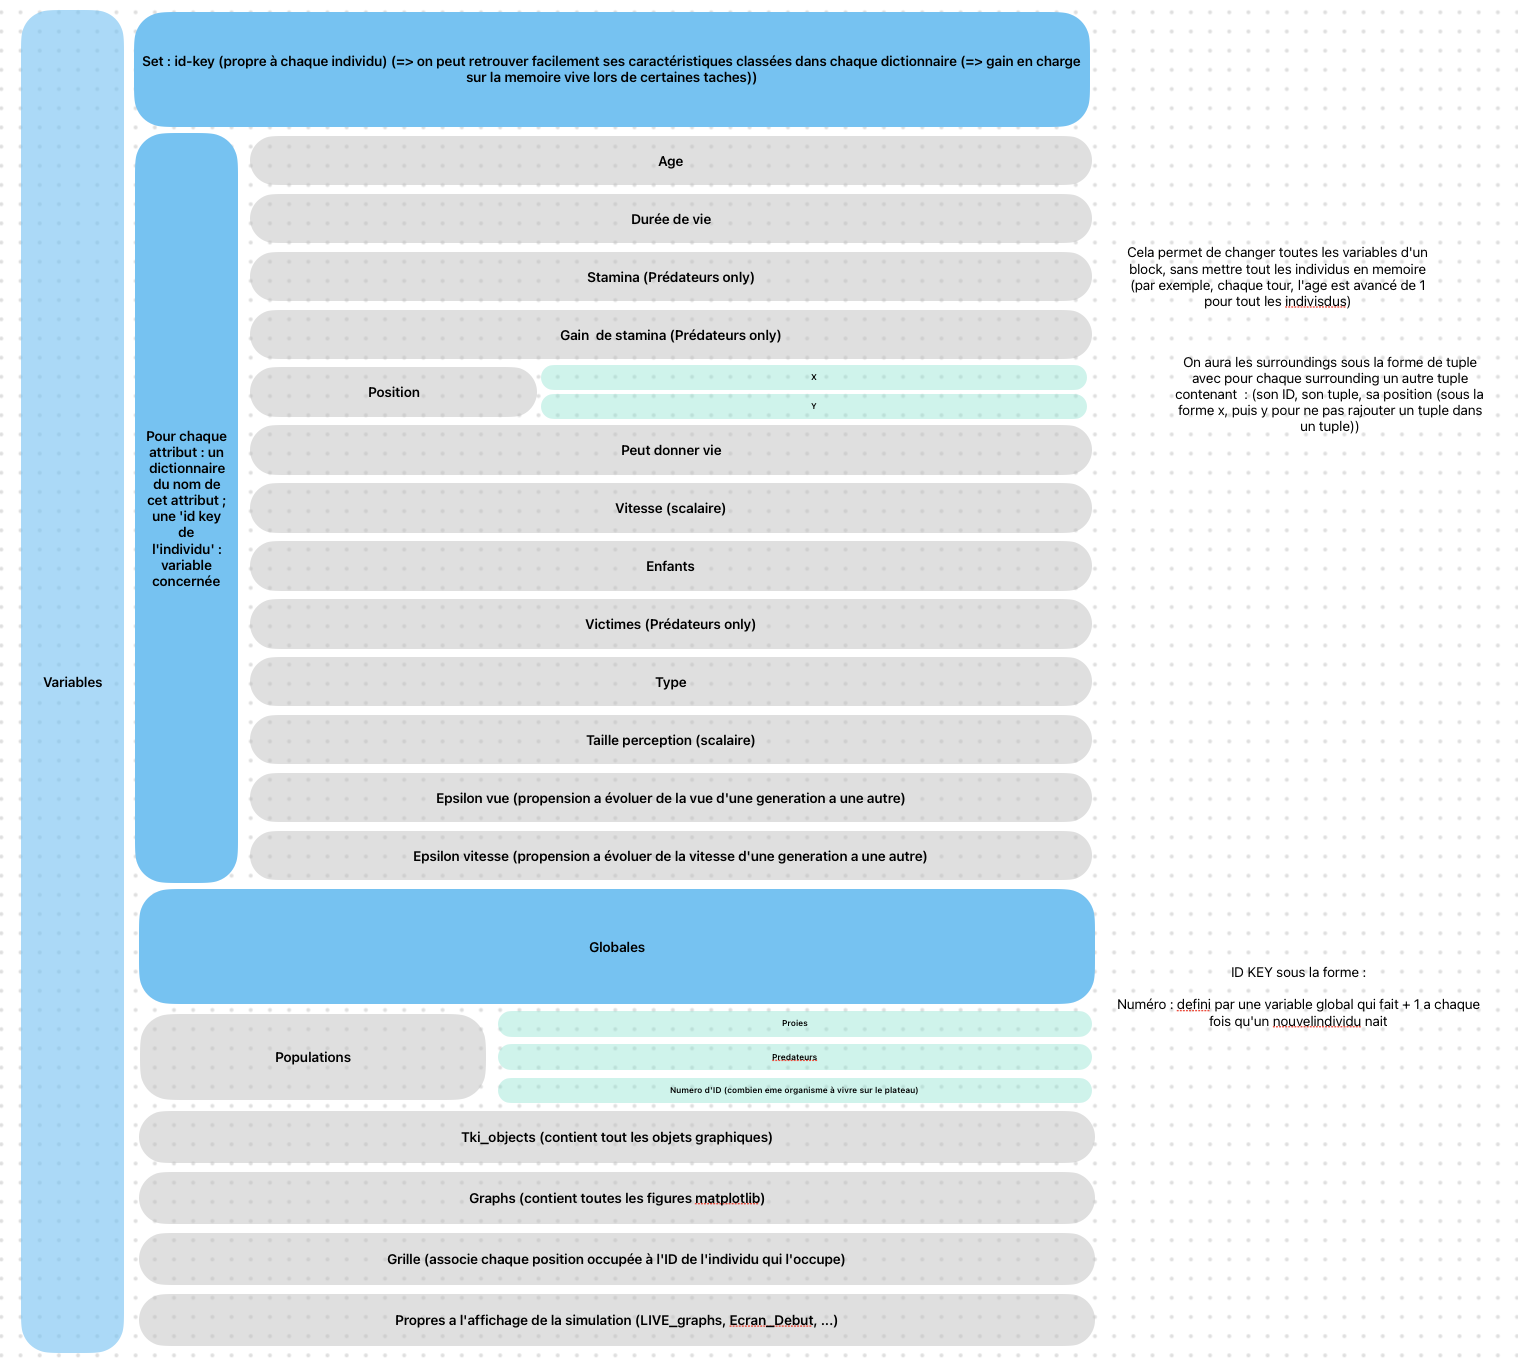 Set : id-key (propre à chaque individu) (=> on peut retrouver facilement ses caractéristiques classées dans chaque dictionnaire (=> gain en charge
sur la memoire vive lors de certaines taches))
Age
Durée de vie
Stamina (Prédateurs only)
Gain  de stamina (Prédateurs only)
Position
X
Y
Peut donner vie
Vitesse (scalaire)
Enfants
Victimes (Prédateurs only)
Type
Taille perception (scalaire)
Epsilon vue (propension a évoluer de la vue d'une generation a une autre)
Epsilon vitesse (propension a évoluer de la vitesse d'une generation a une autre)
Pour chaque
attribut : un
dictionnaire
du nom de
cet attribut ;
une 'id key
de
l'individu' :
variable
concernée
Variables
Cela permet de changer toutes les variables d'un
block, sans mettre tout les individus en memoire
(par exemple, chaque tour, l'age est avancé de 1
pour tout les indivisdus)
On aura les surroundings sous la forme de tuple
avec pour chaque surrounding un autre tuple
contenant  : (son ID, son tuple, sa position (sous la
forme x, puis y pour ne pas rajouter un tuple dans
un tuple))
Globales
ID KEY sous la forme :
Numéro : defini par une variable global qui fait + 1 a chaque
fois qu'un nouvelindividu nait
Populations
Proies
Predateurs
Numero d'ID (combien eme organisme à vivre sur le plateau)
Tki_objects (contient tout les objets graphiques)
Graphs (contient toutes les figures matplotlib)
Grille (associe chaque position occupée à l'ID de l'individu qui l'occupe)
Propres a l'affichage de la simulation (LIVE_graphs, Ecran_Debut, ...)